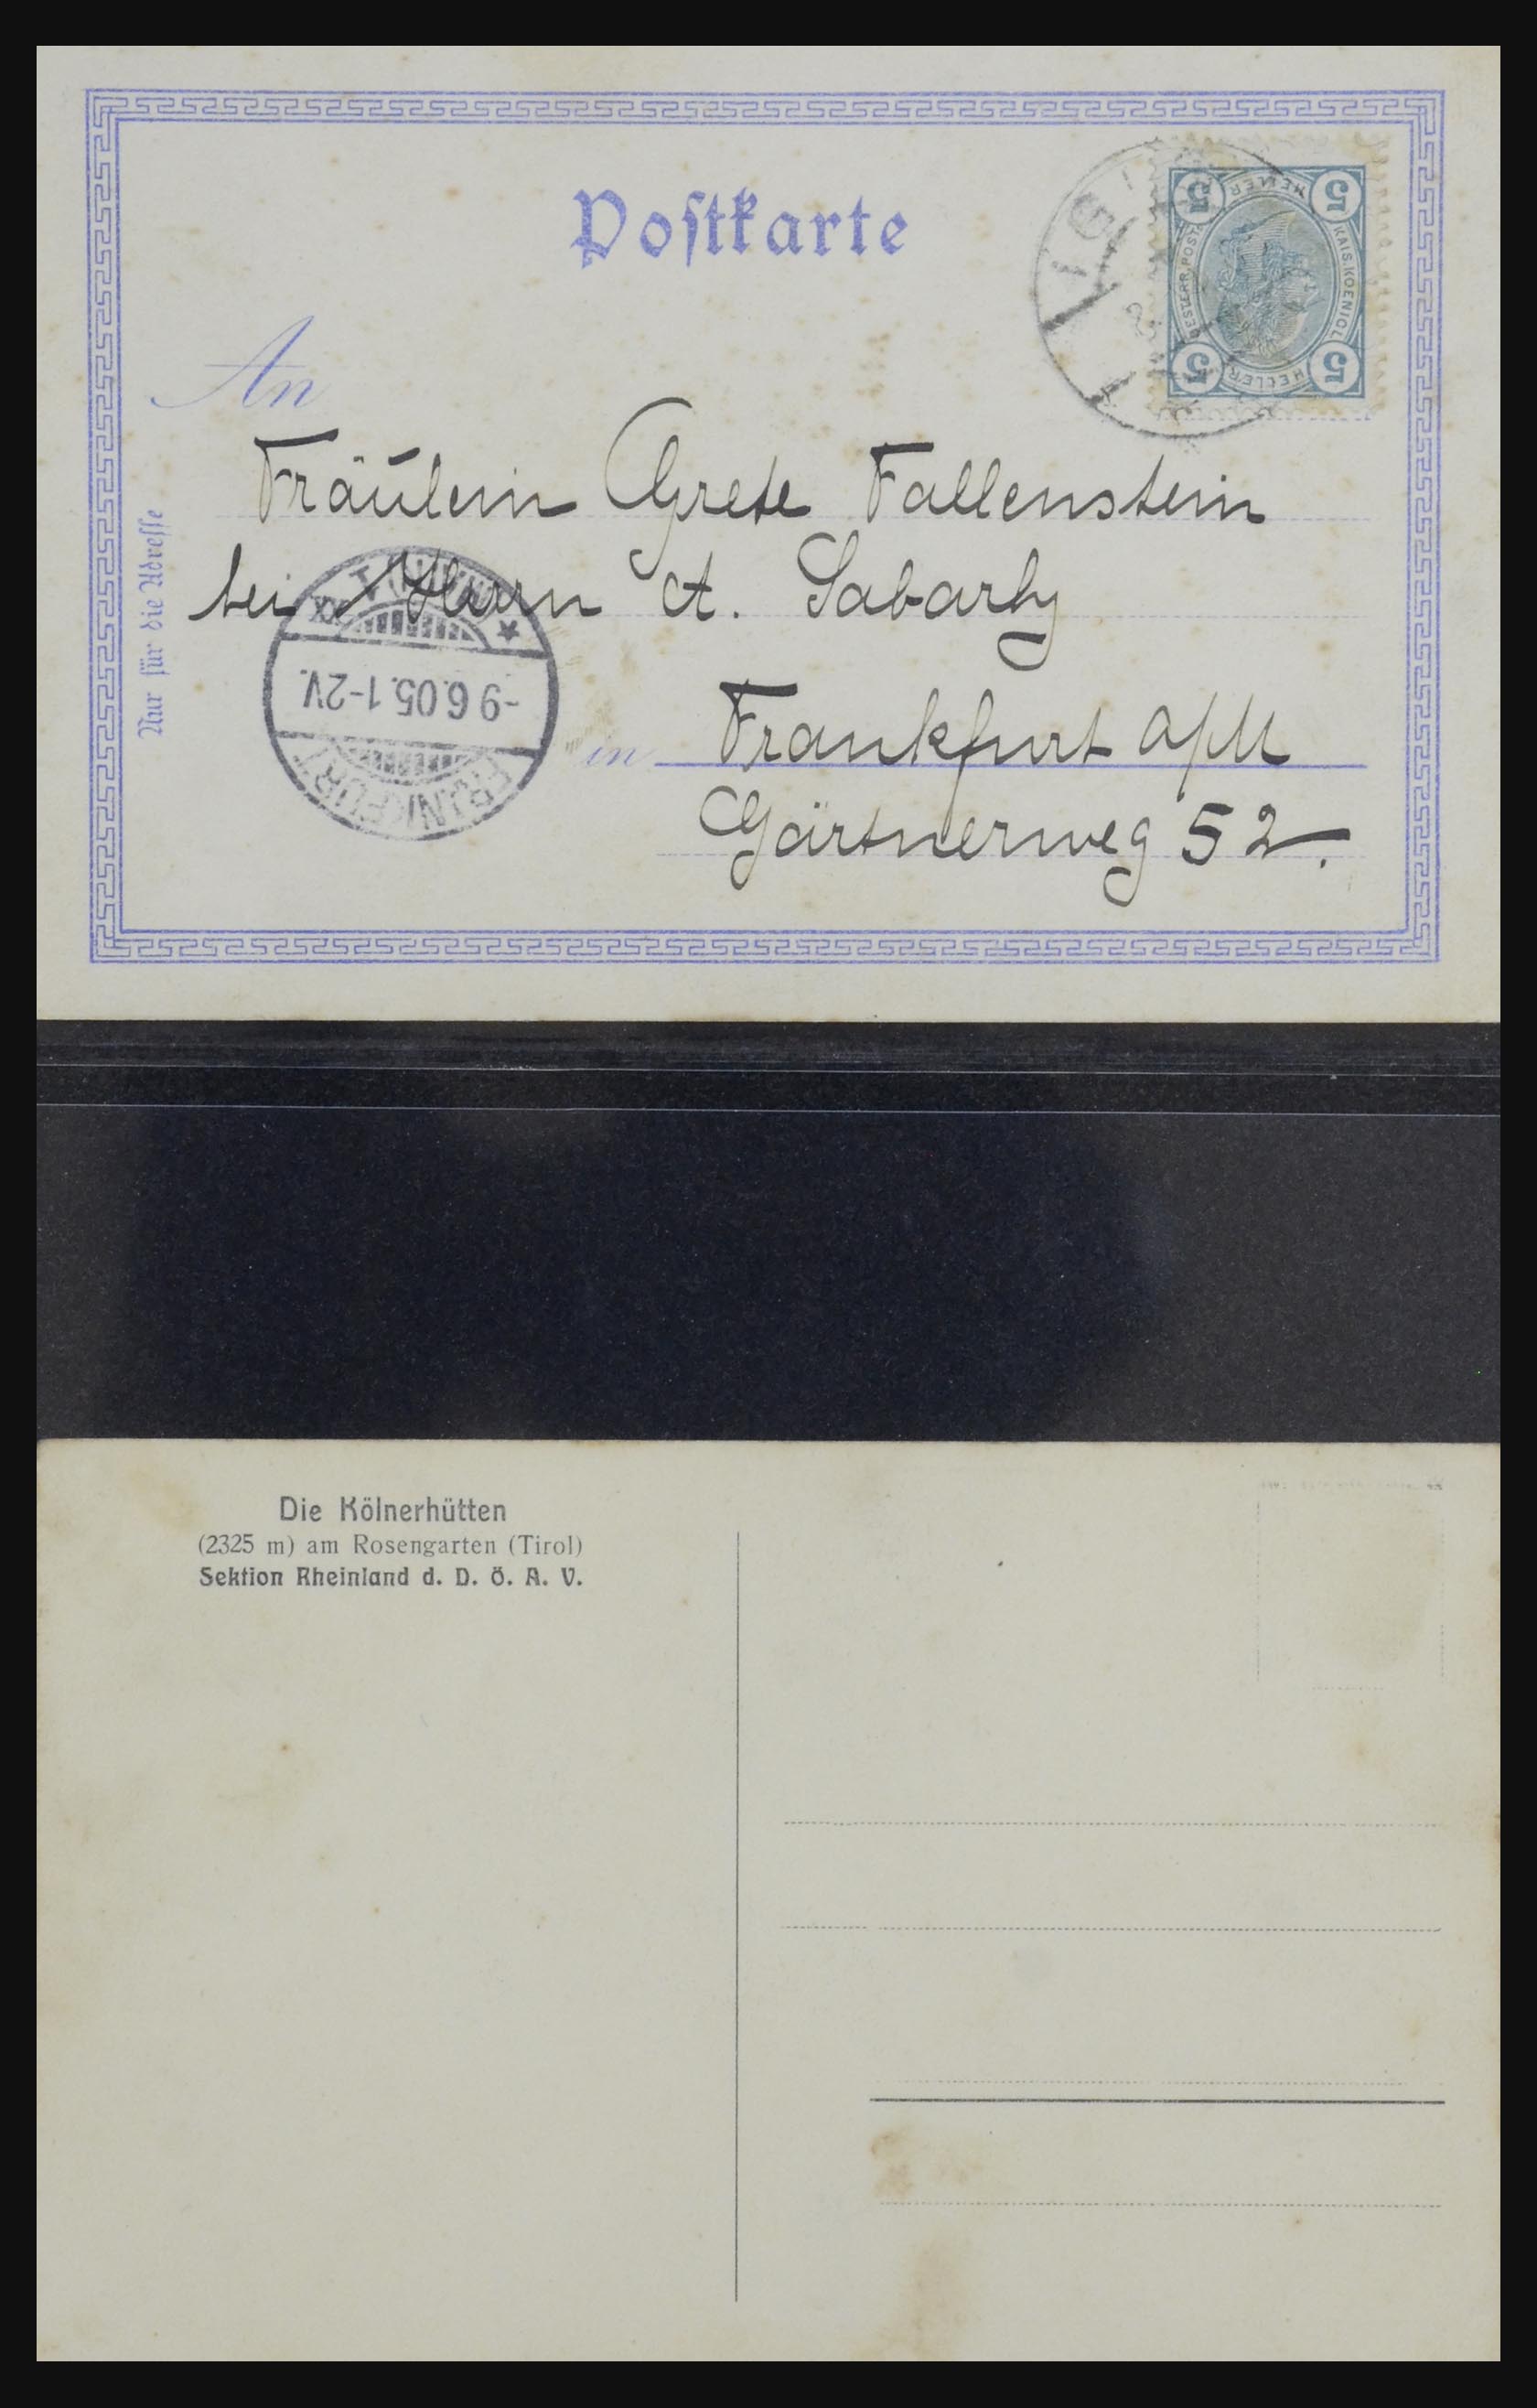 Postkarte
5 HELLER 5
KAIS. KOENIGL.
OESTERR. POST
5 HELLER 5
An
Fräulein Grete Fallenstein
bei Herrn A. Sabarly
-9.6.05.1-2V.
FRANKFURT
in Frankfurt a/M
Gärtnerweg 52.
Nur für die Adresse
Die Kölnerhütten
(2325 m) am Rosengarten (Tirol)
Sektion Rheinland d. D. Ö. A. V.